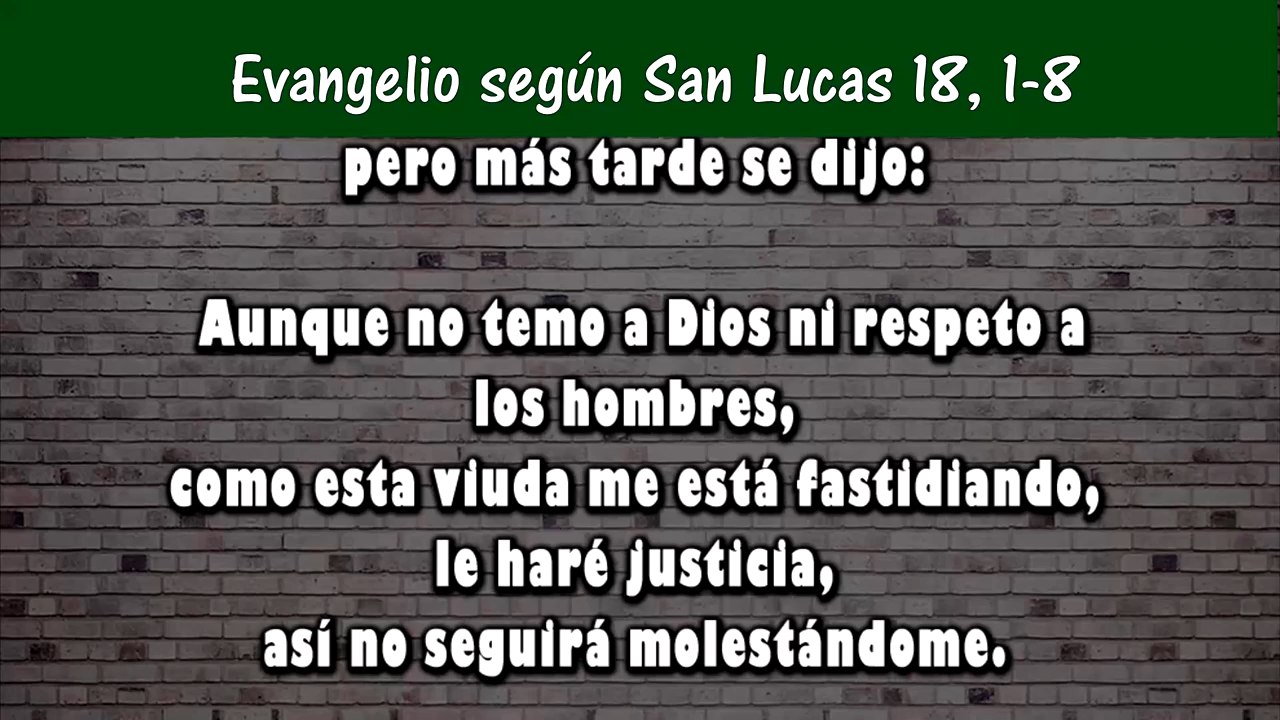 Evangelio según San Lucas 18, 1-8
pero más tarde se dijo:
Aunque no temo a Dios ni respeto a
los hombres,
como esta viuda me está fastidiando,
le haré justicia,
así no seguirá molestándome.